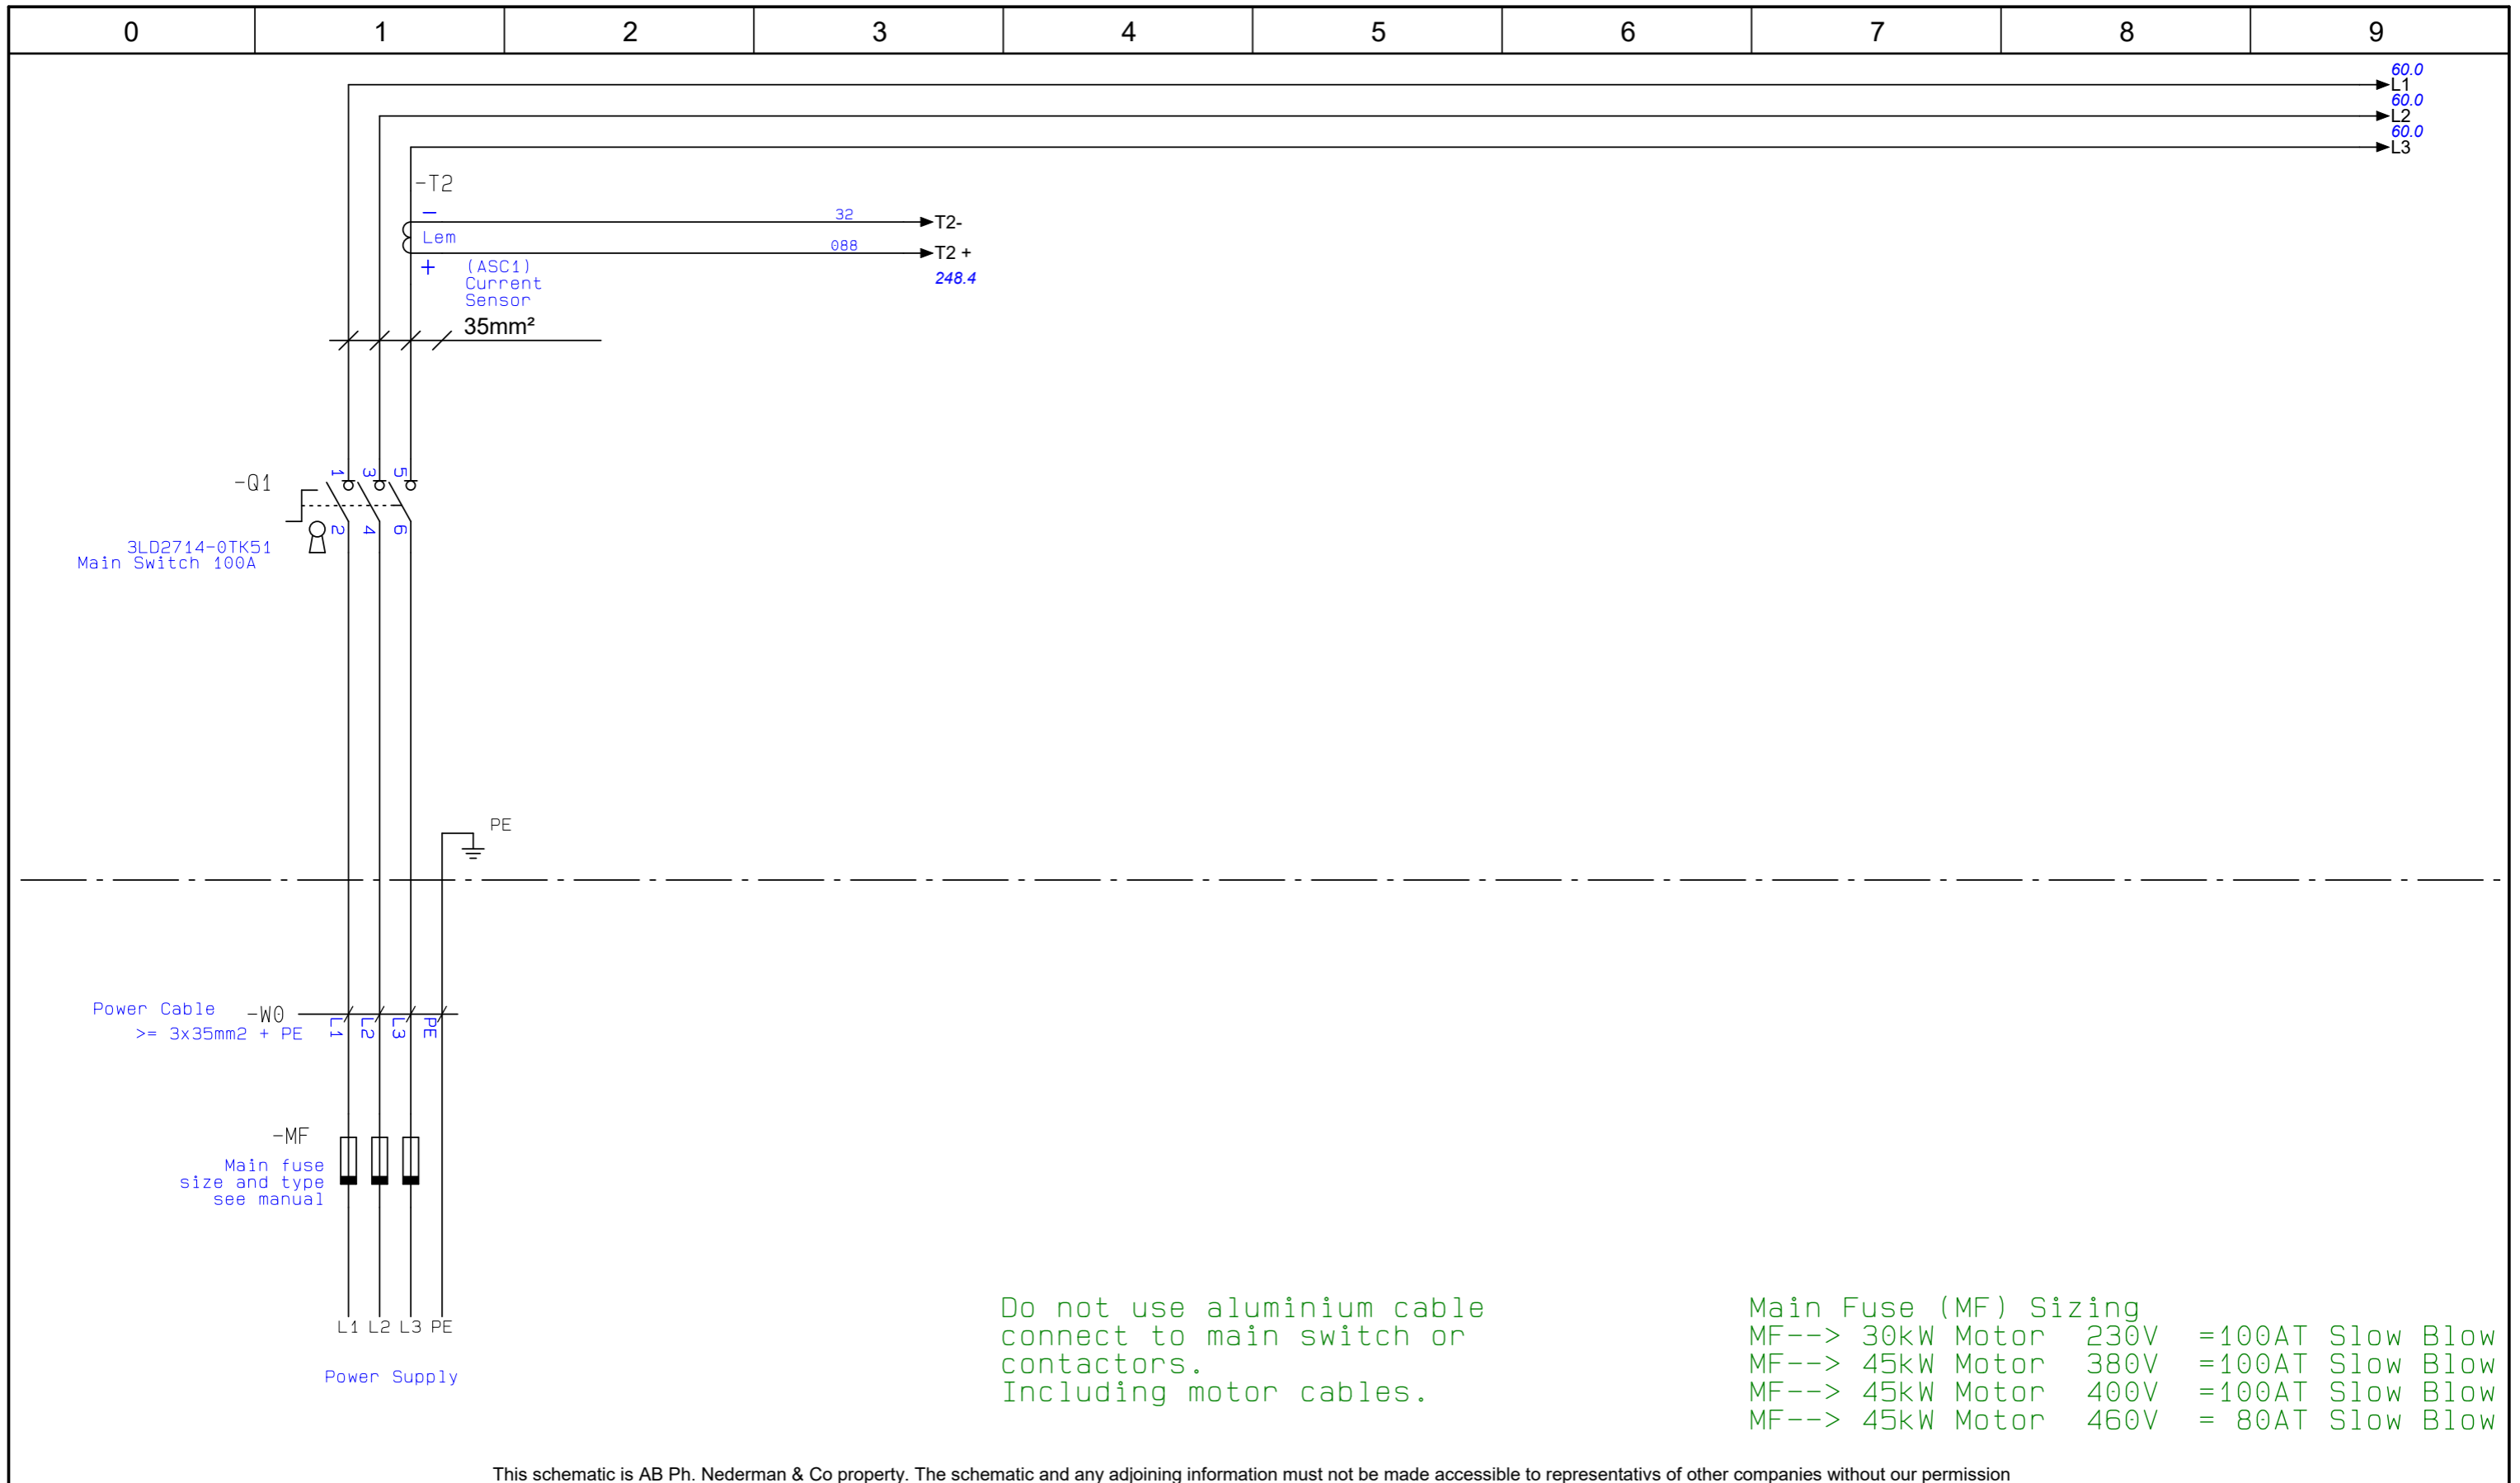 0 1 2 3 4 5 6 7 8 9
60.0
L1
60.0
L2
60.0
L3
-T2
-
32
T2-
Lem
088
T2 +
+
248.4
(ASC1)
Current
Sensor
35mm²
1 3 5
-Q1
2 4 6
3LD2714-0TK51
Main Switch 100A
PE
Power Cable
-W0
>= 3x35mm2 + PE
L1 L2 L3 PE
-MF
Main fuse
size and type
see manual
L1 L2 L3 PE
Power Supply
Do not use aluminium cable
connect to main switch or
contactors.
Including motor cables.
Main Fuse (MF) Sizing
MF--> 30kW Motor 230V =100AT Slow Blow
MF--> 45kW Motor 380V =100AT Slow Blow
MF--> 45kW Motor 400V =100AT Slow Blow
MF--> 45kW Motor 460V = 80AT Slow Blow
This schematic is AB Ph. Nederman & Co property. The schematic and any adjoining information must not be made accessible to representativs of other companies without our permission